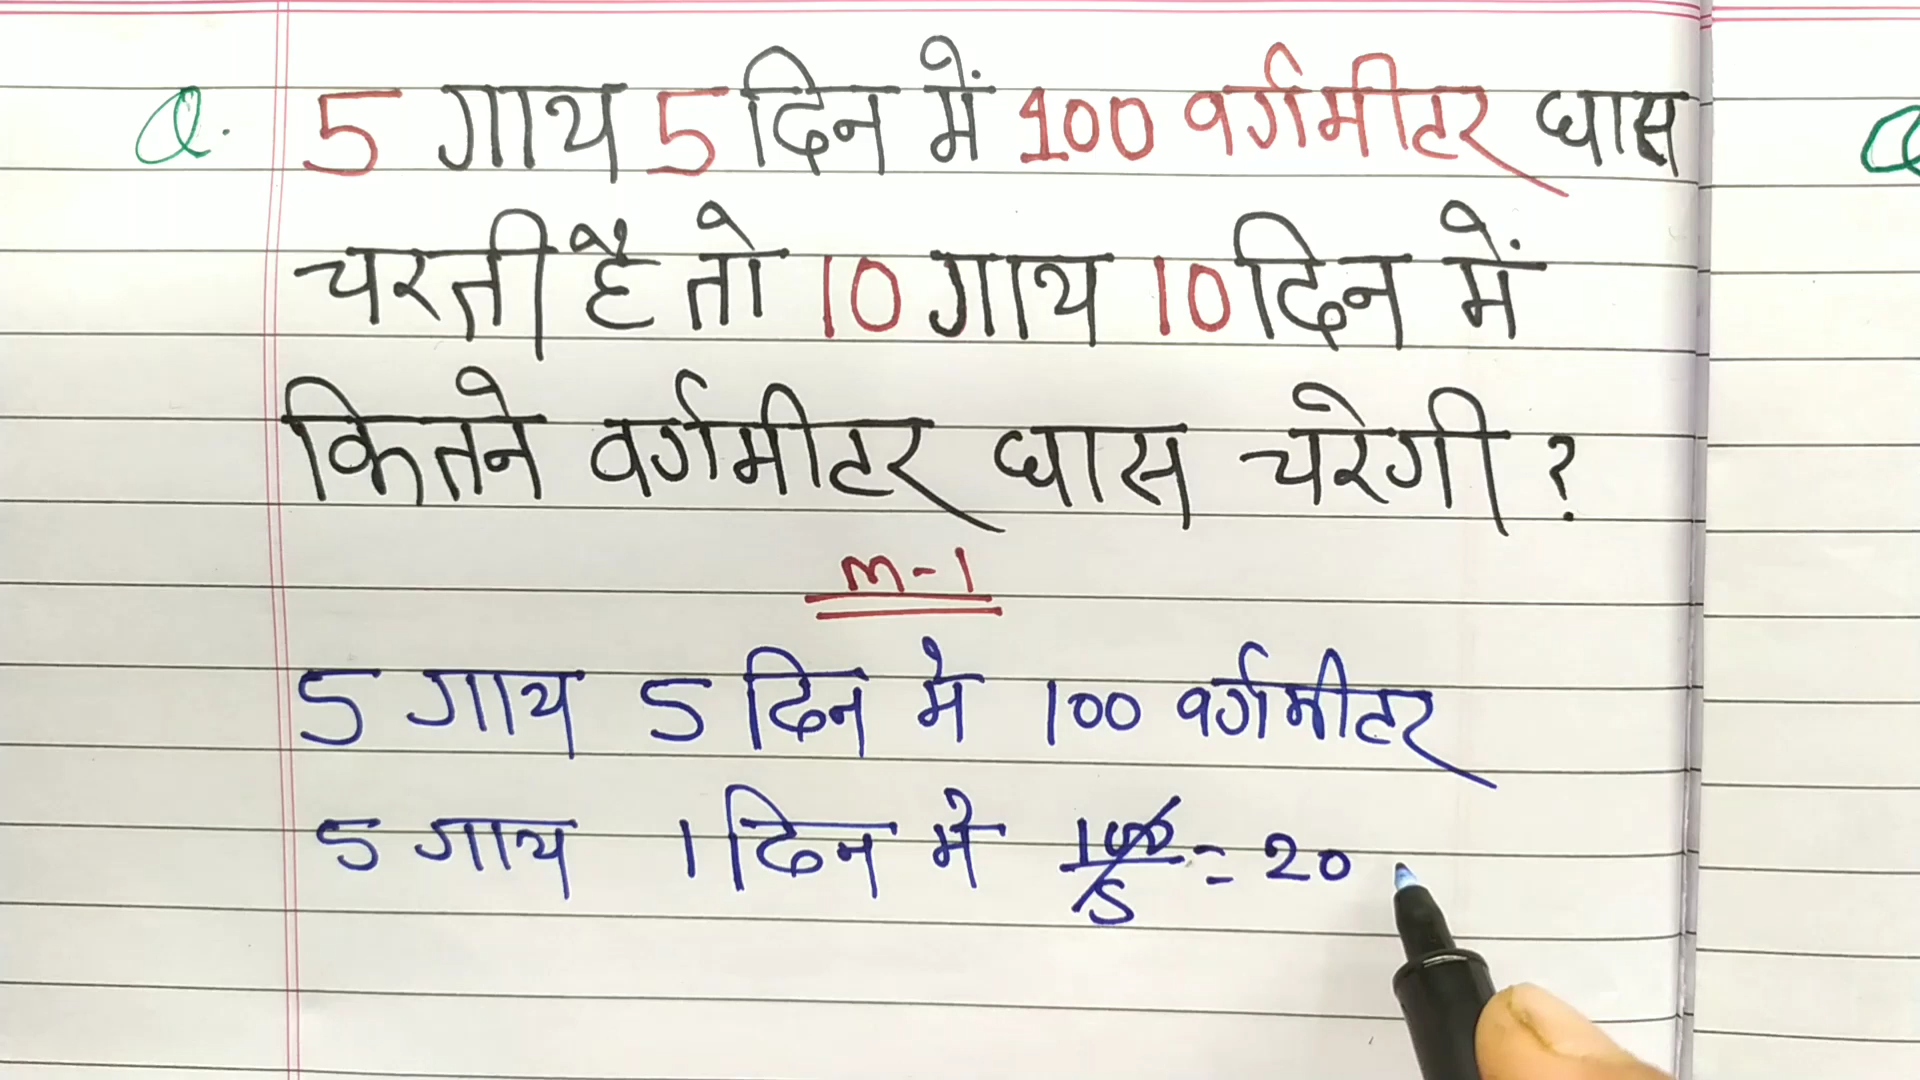 Q. 5 गाय 5 दिन में 100 वर्गमीटर घास
चरती है तो 10 गाय 10 दिन में
कितने वर्गमीटर घास चरेगी ?
M-1
5 गाय 5 दिन मे 100 वर्गमीटर
5 गाय 1 दिन मे 100/5 = 20